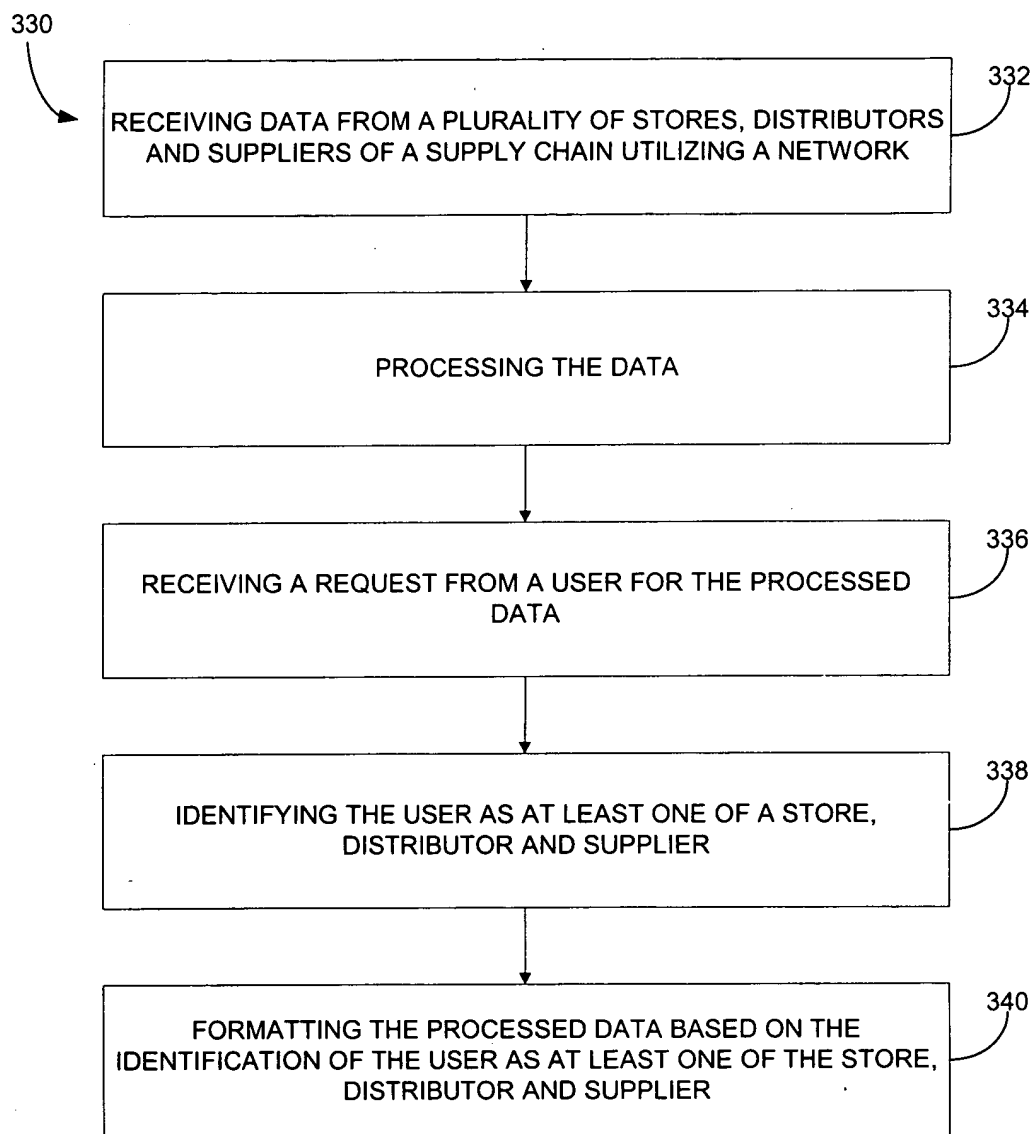 330
332
RECEIVING DATA FROM A PLURALITY OF STORES, DISTRIBUTORS
AND SUPPLIERS OF A SUPPLY CHAIN UTILIZING A NETWORK
334
PROCESSING THE DATA
336
RECEIVING A REQUEST FROM A USER FOR THE PROCESSED
DATA
338
IDENTIFYING THE USER AS AT LEAST ONE OF A STORE,
DISTRIBUTOR AND SUPPLIER
340
FORMATTING THE PROCESSED DATA BASED ON THE
IDENTIFICATION OF THE USER AS AT LEAST ONE OF THE STORE,
DISTRIBUTOR AND SUPPLIER